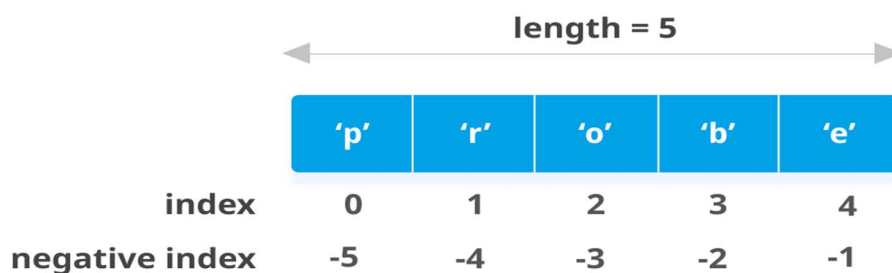 length = 5
‘p’ ‘r’ ‘o’ ‘b’ ‘e’
index 0 1 2 3 4
negative index -5 -4 -3 -2 -1